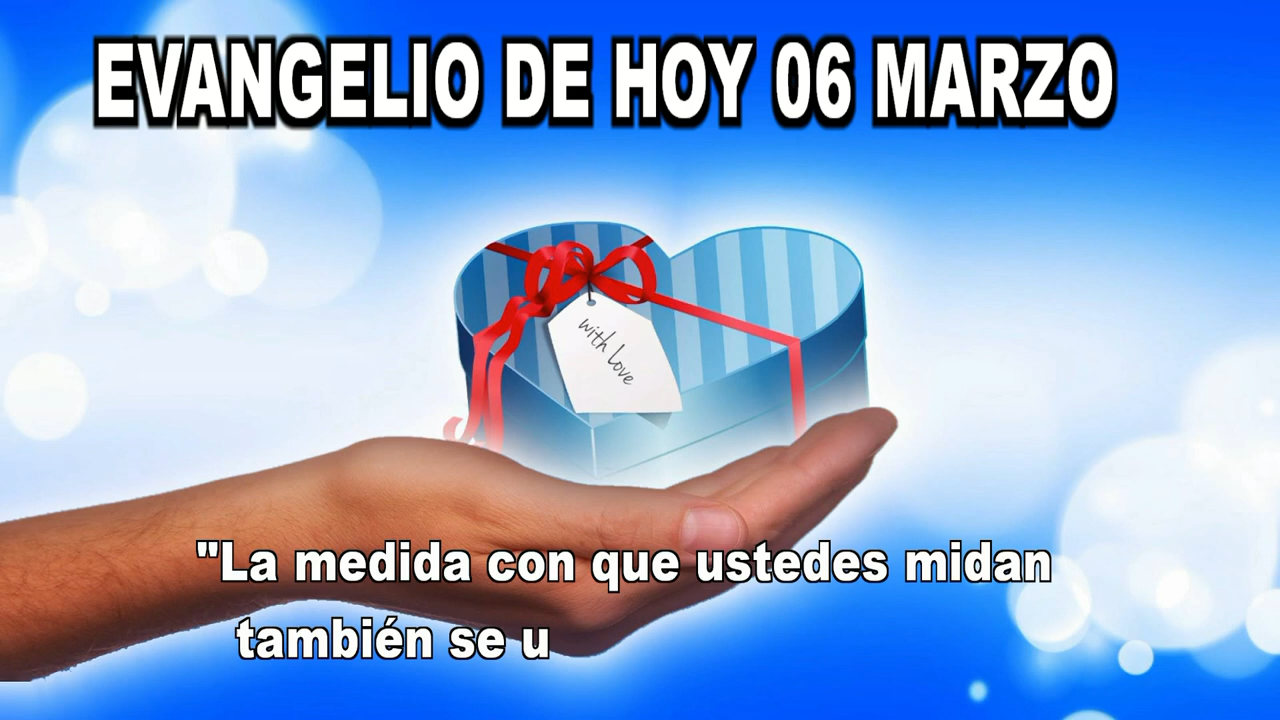 EVANGELIO DE HOY 06 MARZO
with love
"La medida con que ustedes midan
también se u